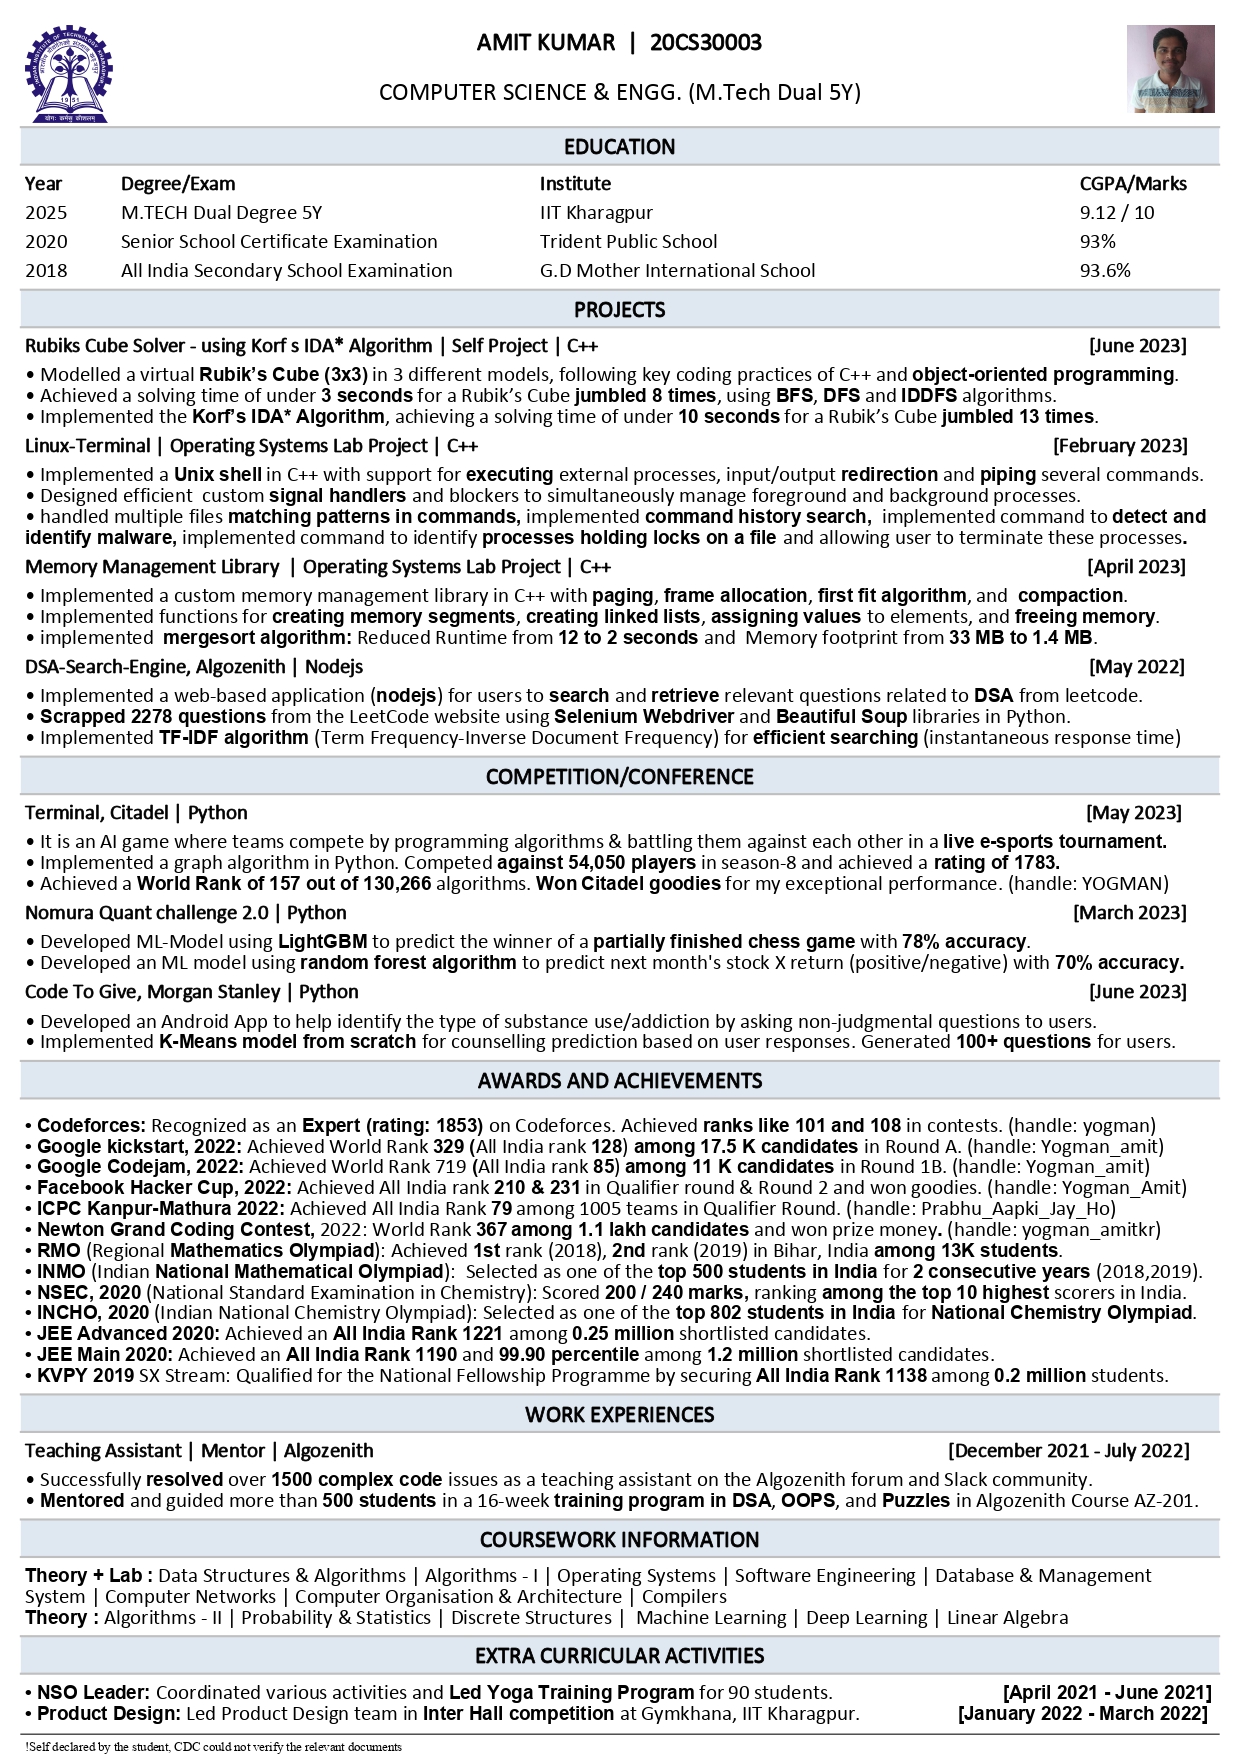 AMIT KUMAR | 20CS30003
COMPUTER SCIENCE & ENGG. (M.Tech Dual 5Y)
1951
योगः कर्मसु कौशलम्
EDUCATION
Year Degree/Exam Institute CGPA/Marks
2025 M.TECH Dual Degree 5Y IIT Kharagpur 9.12 / 10
2020 Senior School Certificate Examination Trident Public School 93%
2018 All India Secondary School Examination G.D Mother International School 93.6%
PROJECTS
Rubiks Cube Solver - using Korf s IDA* Algorithm | Self Project | C++ [June 2023]
• Modelled a virtual Rubik’s Cube (3x3) in 3 different models, following key coding practices of C++ and object-oriented programming.
• Achieved a solving time of under 3 seconds for a Rubik’s Cube jumbled 8 times, using BFS, DFS and IDDFS algorithms.
• Implemented the Korf’s IDA* Algorithm, achieving a solving time of under 10 seconds for a Rubik’s Cube jumbled 13 times.
Linux-Terminal | Operating Systems Lab Project | C++ [February 2023]
• Implemented a Unix shell in C++ with support for executing external processes, input/output redirection and piping several commands.
• Designed efficient custom signal handlers and blockers to simultaneously manage foreground and background processes.
• handled multiple files matching patterns in commands, implemented command history search, implemented command to detect and
identify malware, implemented command to identify processes holding locks on a file and allowing user to terminate these processes.
Memory Management Library | Operating Systems Lab Project | C++ [April 2023]
• Implemented a custom memory management library in C++ with paging, frame allocation, first fit algorithm, and compaction.
• Implemented functions for creating memory segments, creating linked lists, assigning values to elements, and freeing memory.
• implemented mergesort algorithm: Reduced Runtime from 12 to 2 seconds and Memory footprint from 33 MB to 1.4 MB.
DSA-Search-Engine, Algozenith | Nodejs [May 2022]
• Implemented a web-based application (nodejs) for users to search and retrieve relevant questions related to DSA from leetcode.
• Scrapped 2278 questions from the LeetCode website using Selenium Webdriver and Beautiful Soup libraries in Python.
• Implemented TF-IDF algorithm (Term Frequency-Inverse Document Frequency) for efficient searching (instantaneous response time)
COMPETITION/CONFERENCE
Terminal, Citadel | Python [May 2023]
• It is an AI game where teams compete by programming algorithms & battling them against each other in a live e-sports tournament.
• Implemented a graph algorithm in Python. Competed against 54,050 players in season-8 and achieved a rating of 1783.
• Achieved a World Rank of 157 out of 130,266 algorithms. Won Citadel goodies for my exceptional performance. (handle: YOGMAN)
Nomura Quant challenge 2.0 | Python [March 2023]
• Developed ML-Model using LightGBM to predict the winner of a partially finished chess game with 78% accuracy.
• Developed an ML model using random forest algorithm to predict next month's stock X return (positive/negative) with 70% accuracy.
Code To Give, Morgan Stanley | Python [June 2023]
• Developed an Android App to help identify the type of substance use/addiction by asking non-judgmental questions to users.
• Implemented K-Means model from scratch for counselling prediction based on user responses. Generated 100+ questions for users.
AWARDS AND ACHIEVEMENTS
• Codeforces: Recognized as an Expert (rating: 1853) on Codeforces. Achieved ranks like 101 and 108 in contests. (handle: yogman)
• Google kickstart, 2022: Achieved World Rank 329 (All India rank 128) among 17.5 K candidates in Round A. (handle: Yogman_amit)
• Google Codejam, 2022: Achieved World Rank 719 (All India rank 85) among 11 K candidates in Round 1B. (handle: Yogman_amit)
• Facebook Hacker Cup, 2022: Achieved All India rank 210 & 231 in Qualifier round & Round 2 and won goodies. (handle: Yogman_Amit)
• ICPC Kanpur-Mathura 2022: Achieved All India Rank 79 among 1005 teams in Qualifier Round. (handle: Prabhu_Aapki_Jay_Ho)
• Newton Grand Coding Contest, 2022: World Rank 367 among 1.1 lakh candidates and won prize money. (handle: yogman_amitkr)
• RMO (Regional Mathematics Olympiad): Achieved 1st rank (2018), 2nd rank (2019) in Bihar, India among 13K students.
• INMO (Indian National Mathematical Olympiad): Selected as one of the top 500 students in India for 2 consecutive years (2018,2019).
• NSEC, 2020 (National Standard Examination in Chemistry): Scored 200 / 240 marks, ranking among the top 10 highest scorers in India.
• INCHO, 2020 (Indian National Chemistry Olympiad): Selected as one of the top 802 students in India for National Chemistry Olympiad.
• JEE Advanced 2020: Achieved an All India Rank 1221 among 0.25 million shortlisted candidates.
• JEE Main 2020: Achieved an All India Rank 1190 and 99.90 percentile among 1.2 million shortlisted candidates.
• KVPY 2019 SX Stream: Qualified for the National Fellowship Programme by securing All India Rank 1138 among 0.2 million students.
WORK EXPERIENCES
Teaching Assistant | Mentor | Algozenith [December 2021 - July 2022]
• Successfully resolved over 1500 complex code issues as a teaching assistant on the Algozenith forum and Slack community.
• Mentored and guided more than 500 students in a 16-week training program in DSA, OOPS, and Puzzles in Algozenith Course AZ-201.
COURSEWORK INFORMATION
Theory + Lab : Data Structures & Algorithms | Algorithms - I | Operating Systems | Software Engineering | Database & Management
System | Computer Networks | Computer Organisation & Architecture | Compilers
Theory : Algorithms - II | Probability & Statistics | Discrete Structures | Machine Learning | Deep Learning | Linear Algebra
EXTRA CURRICULAR ACTIVITIES
• NSO Leader: Coordinated various activities and Led Yoga Training Program for 90 students. [April 2021 - June 2021]
• Product Design: Led Product Design team in Inter Hall competition at Gymkhana, IIT Kharagpur. [January 2022 - March 2022]
!Self declared by the student, CDC could not verify the relevant documents